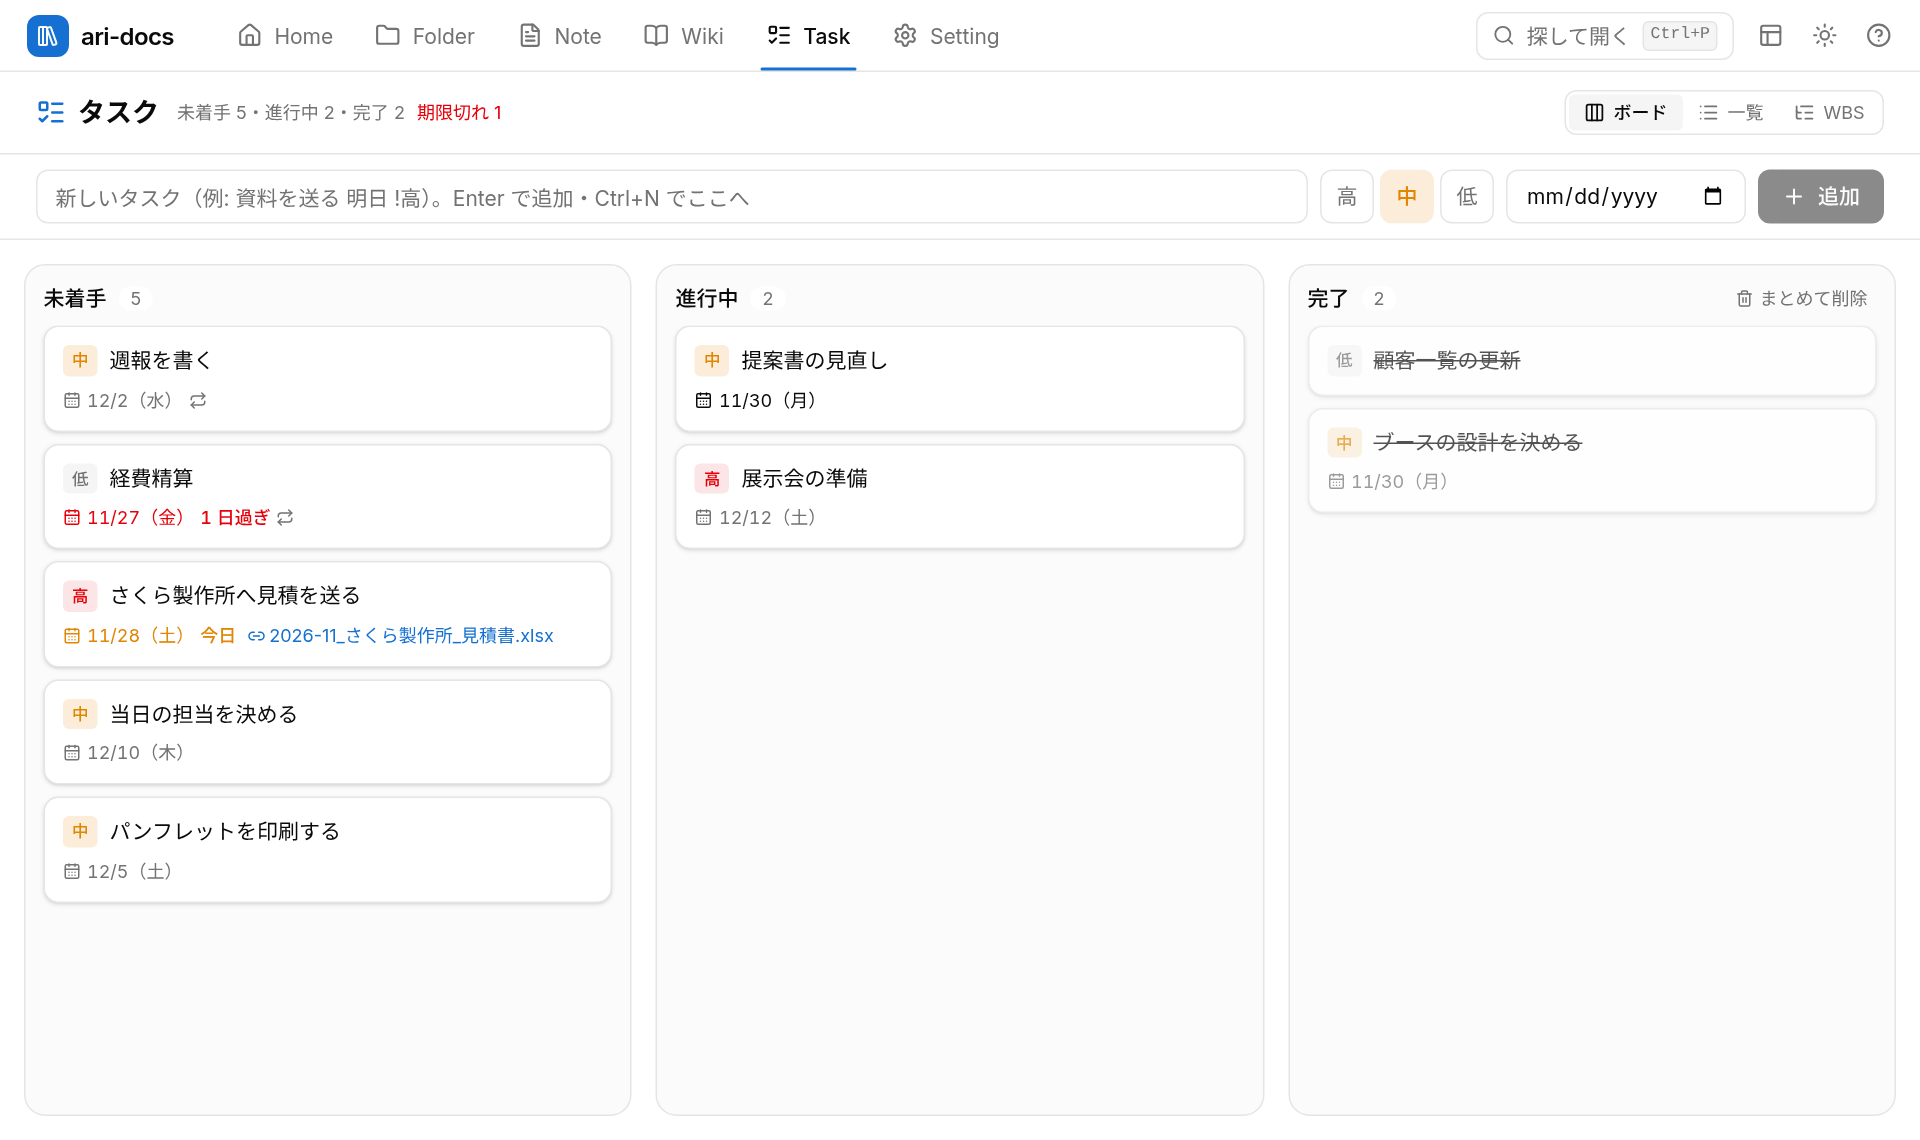 ari-docs Home Folder Note Wiki Task Setting 探して開く Ctrl+P
タスク 未着手 5・進行中 2・完了 2 期限切れ 1 ボード 一覧 WBS
新しいタスク（例: 資料を送る 明日 !高）。Enter で追加・Ctrl+N でここへ 高 中 低 mm/dd/yyyy 追加
未着手 5
中 週報を書く
12/2（水）
低 経費精算
11/27（金） 1 日過ぎ
高 さくら製作所へ見積を送る
11/28（土） 今日 2026-11_さくら製作所_見積書.xlsx
中 当日の担当を決める
12/10（木）
中 パンフレットを印刷する
12/5（土）
進行中 2
中 提案書の見直し
11/30（月）
高 展示会の準備
12/12（土）
完了 2 まとめて削除
低 顧客一覧の更新
中 ブースの設計を決める
11/30（月）